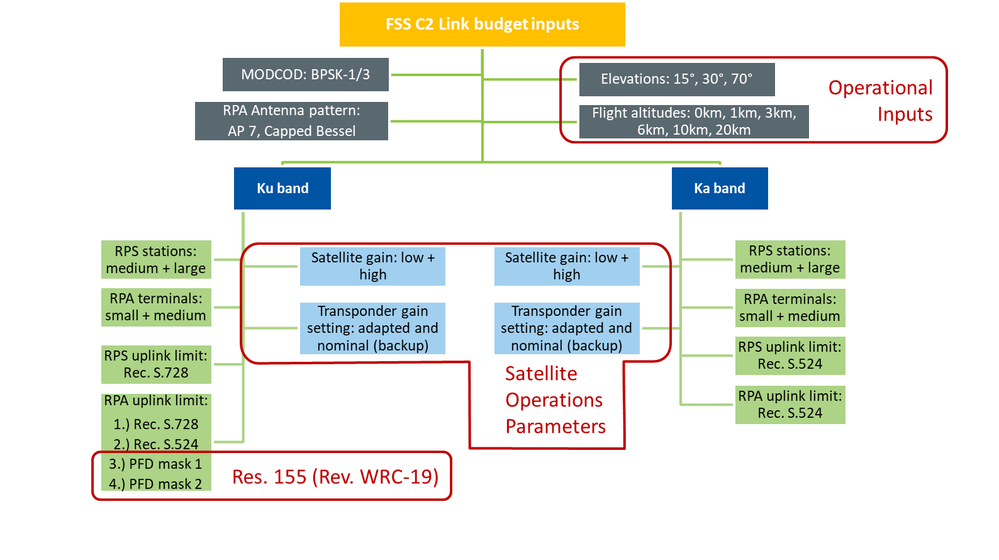 FSS C2 Link budget inputs
MODCOD: BPSK-1/3
RPA Antenna pattern:
AP 7, Capped Bessel
Elevations: 15°, 30°, 70°
Flight altitudes: 0km, 1km, 3km,
6km, 10km, 20km
Operational
Inputs
Ku band
Ka band
RPS stations:
medium + large
RPA terminals:
small + medium
RPS uplink limit:
Rec. S.728
RPA uplink limit:
1.) Rec. S.728
2.) Rec. S.524
3.) PFD mask 1
4.) PFD mask 2
Res. 155 (Rev. WRC-19)
Satellite gain: low +
high
Transponder gain
setting: adapted and
nominal (backup)
Satellite gain: low +
high
Transponder gain
setting: adapted and
nominal (backup)
Satellite
Operations
Parameters
RPS stations:
medium + large
RPA terminals:
small + medium
RPS uplink limit:
Rec. S.524
RPA uplink limit:
Rec. S.524